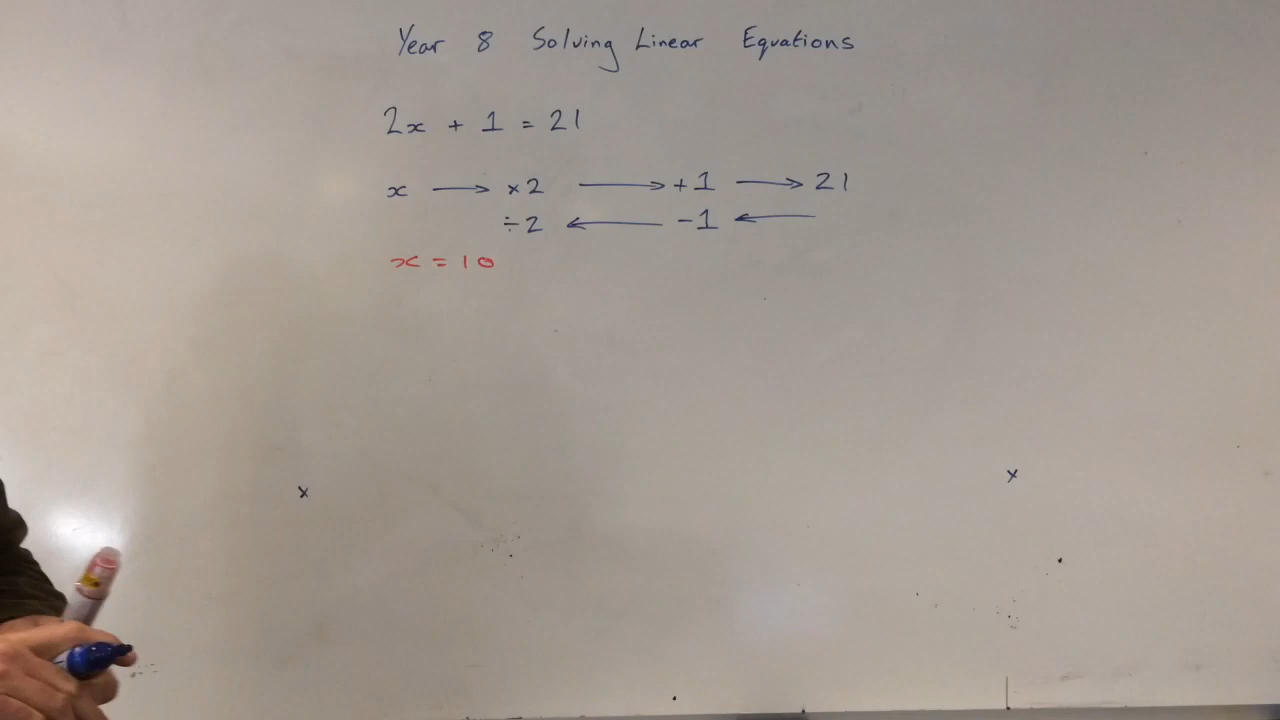 Year 8 Solving Linear Equations
2x + 1 = 21
x → ×2 → +1 → 21
÷2 ← -1 ←
x = 10
x x